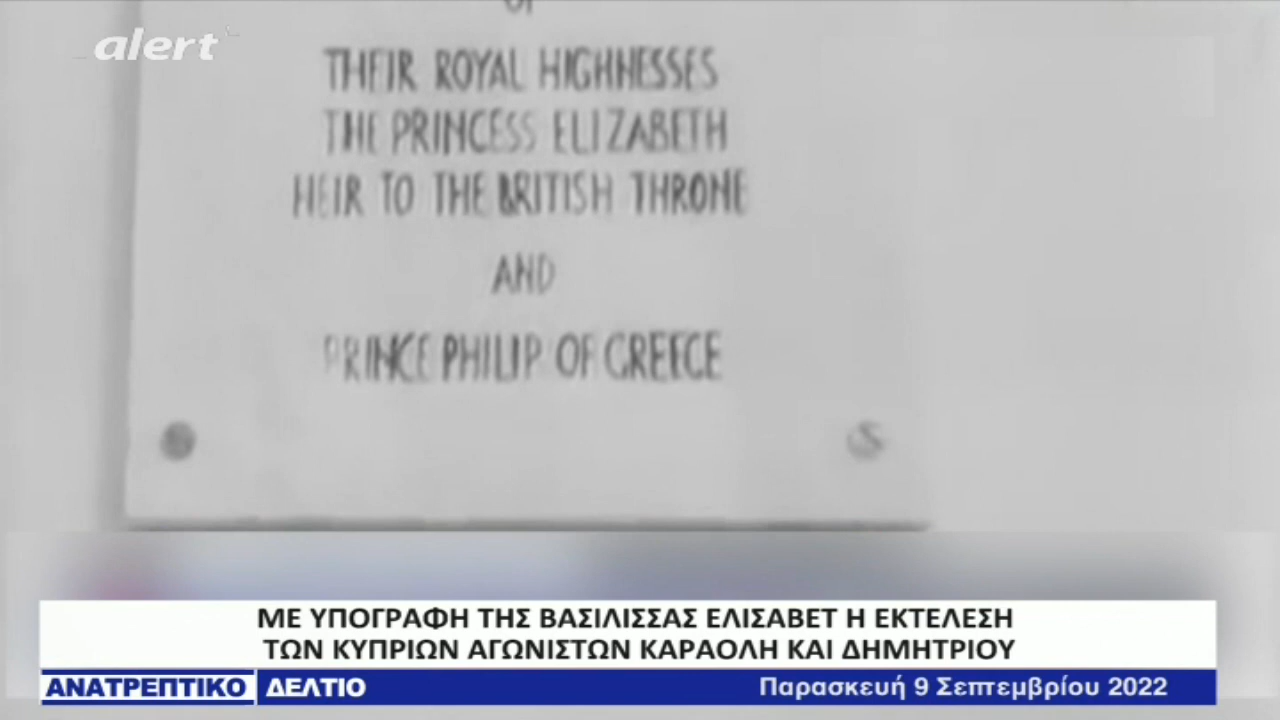 alert
OF
THEIR ROYAL HIGHNESSES
THE PRINCESS ELIZABETH
HEIR TO THE BRITISH THRONE
AND
PRINCE PHILIP OF GREECE
ΜΕ ΥΠΟΓΡΑΦΗ ΤΗΣ ΒΑΣΙΛΙΣΣΑΣ ΕΛΙΣΑΒΕΤ Η ΕΚΤΕΛΕΣΗ
ΤΩΝ ΚΥΠΡΙΩΝ ΑΓΩΝΙΣΤΩΝ ΚΑΡΑΟΛΗ ΚΑΙ ΔΗΜΗΤΡΙΟΥ
ΑΝΑΤΡΕΠΤΙΚΟ ΔΕΛΤΙΟ Παρασκευή 9 Σεπτεμβρίου 2022